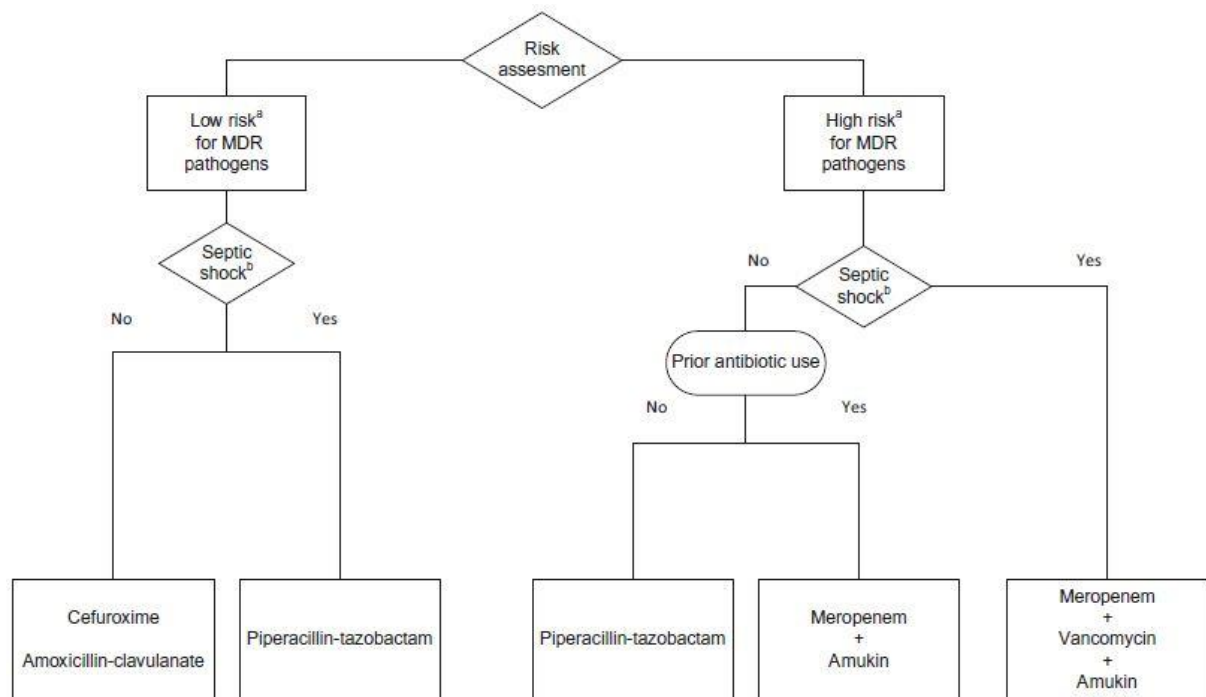 Risk
assesment
Low risk^a
for MDR
pathogens
High risk^a
for MDR
pathogens
Septic
shock^b
No
Yes
No
Septic
shock^b
Yes
Prior antibiotic use
No
Yes
Cefuroxime
Amoxicillin-clavulanate
Piperacillin-tazobactam
Piperacillin-tazobactam
Meropenem
+
Amukin
Meropenem
+
Vancomycin
+
Amukin